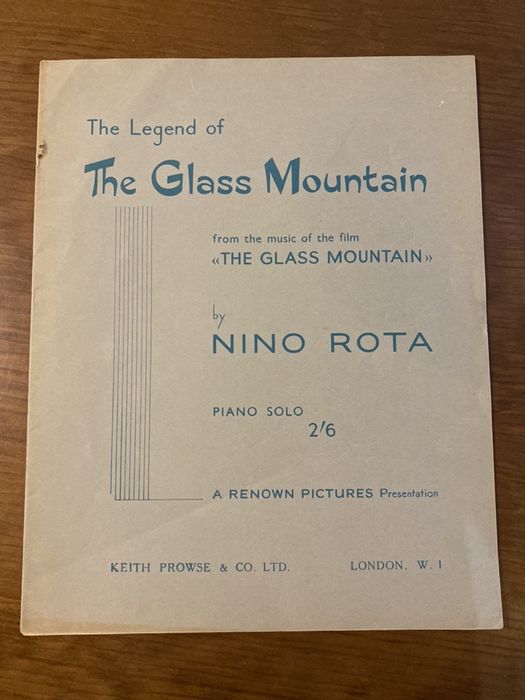 The Legend of
The Glass Mountain
from the music of the film
«THE GLASS MOUNTAIN»
by
NINO ROTA
PIANO SOLO
2/6
A RENOWN PICTURES Presentation
KEITH PROWSE & CO. LTD. LONDON, W. 1